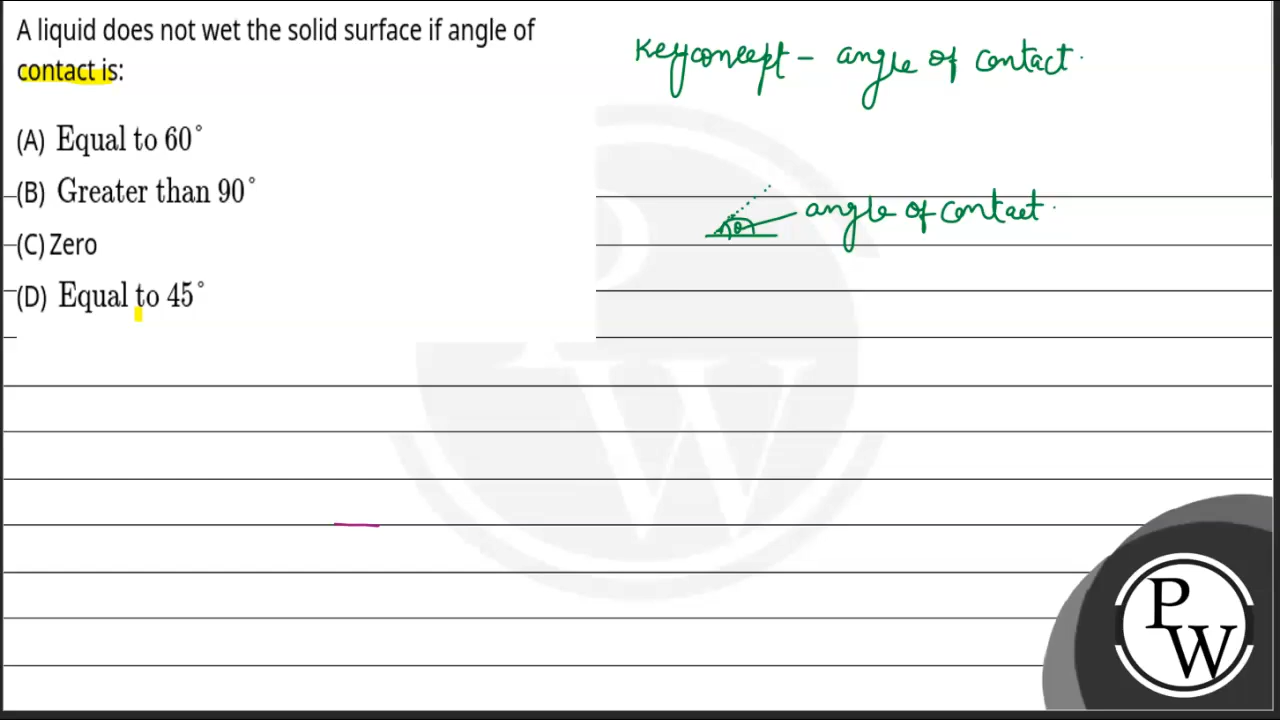 A liquid does not wet the solid surface if angle of
contact is:
(A) Equal to 60°
(B) Greater than 90°
(C) Zero
(D) Equal to 45°
Keyconcept - angle of contact.
θ
angle of contact.
P
W
P
W